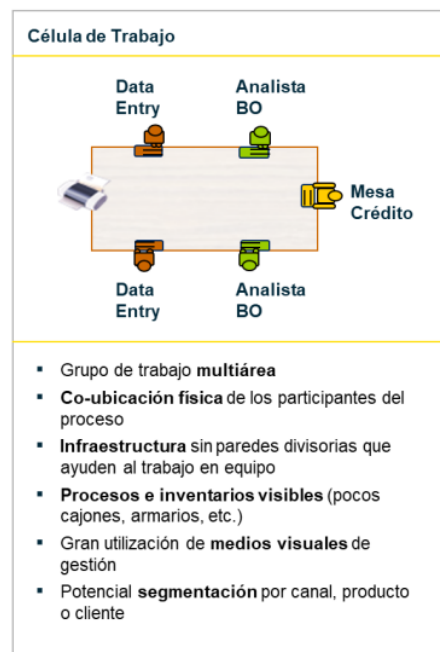 Célula de Trabajo
Data
Entry
Analista
BO
Mesa
Crédito
Data
Entry
Analista
BO
▪ Grupo de trabajo multiárea
▪ Co-ubicación física de los participantes del
proceso
▪ Infraestructura sin paredes divisorias que
ayuden al trabajo en equipo
▪ Procesos e inventarios visibles (pocos
cajones, armarios, etc.)
▪ Gran utilización de medios visuales de
gestión
▪ Potencial segmentación por canal, producto
o cliente